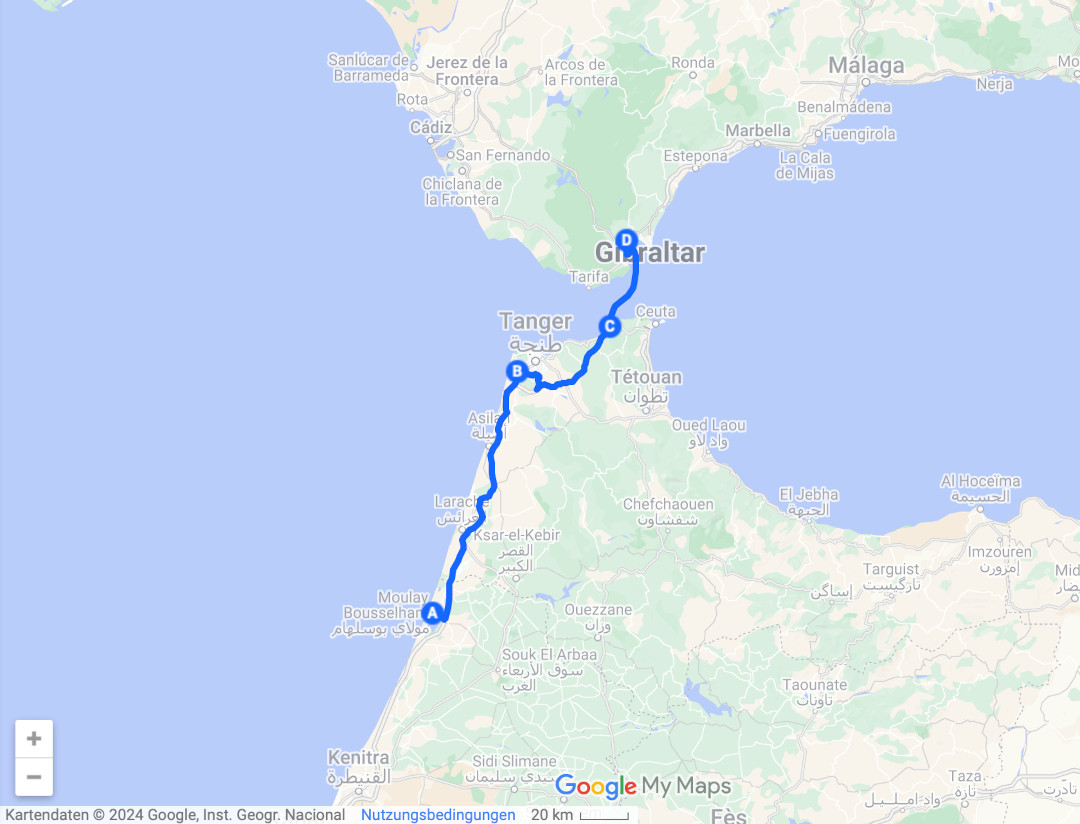 Sanlúcar de
Barrameda
Jerez de la
Frontera
Arcos de
la Frontera
Ronda
Málaga
Nerja
Rota
Cádiz
Benalmádena
Marbella
Fuengirola
San Fernando
Estepona
La Cala
de Mijas
Chiclana de
la Frontera
D
Gibraltar
Tarifa
C
Ceuta
Tanger
طنجة
B
Tétouan
تطوان
Asilah
Oued Laou
واد لاو
Larache
العرائش
Chefchaouen
شفشاون
El Jebha
الجبهة
Al Hoceïma
الحسيمة
Ksar-el-Kebir
القصر
الكبير
Imzouren
إمزورن
Targuist
تارگيست
إساگن
Mid
Moulay
Bousselham
مولاي بوسلهام
A
Ouezzane
وزان
Souk El Arbaa
سوق الأربعاء
الغرب
Taounate
تاونات
Kenitra
القنيطرة
Sidi Slimane
سيدي سليمان
Google My Maps
Taza
تازة
واد امليل
Fès
+
−
Kartendaten © 2024 Google, Inst. Geogr. Nacional Nutzungsbedingungen 20 km